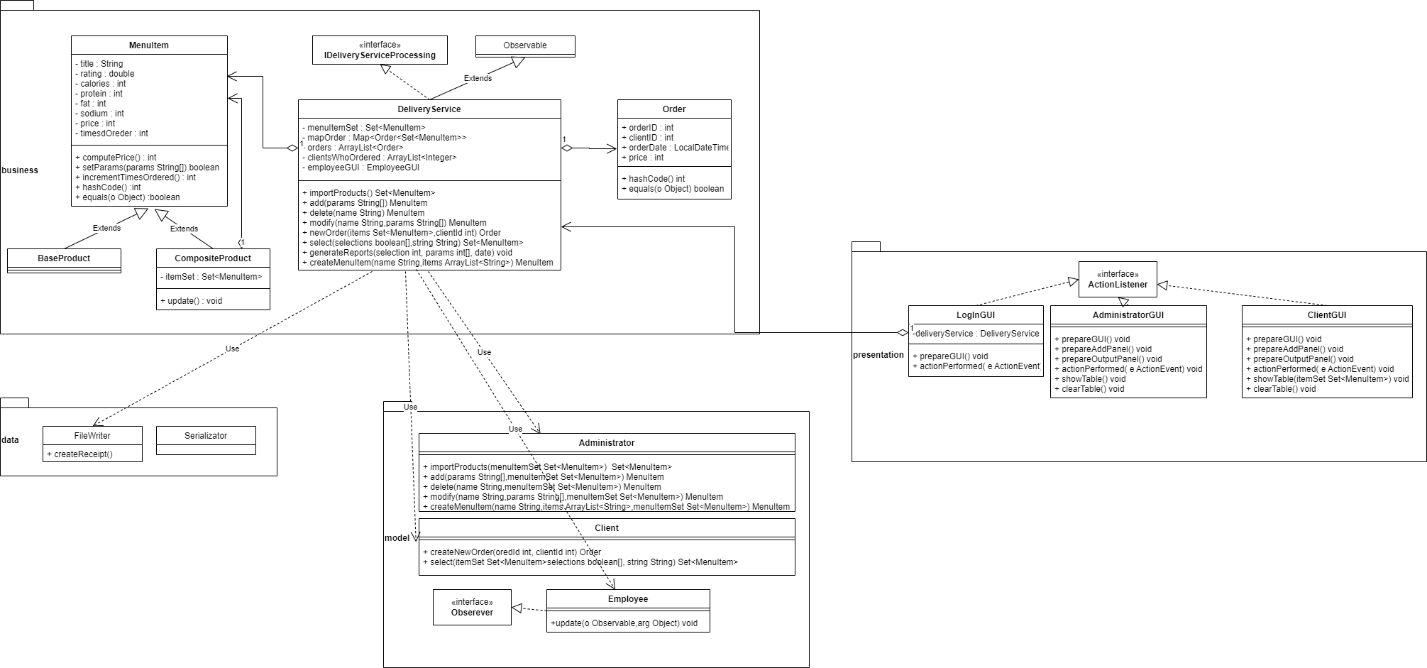 business
MenuItem
- title : String
- rating : double
- calories : int
- protein : int
- fat : int
- sodium : int
- price : int
- timesdOreder : int
+ computePrice() : int
+ setParams(params String[]) boolean
+ incrementTimesOrdered() : int
+ hashCode() :int
+ equals(o Object) :boolean
Extends
Extends
BaseProduct
1
CompositeProduct
- itemSet : Set<MenuItem>
+ update() : void
«interface»
IDeliveryServiceProcessing
Observable
Extends
DeliveryService
- menuItemSet : Set<MenuItem>
- mapOrder : Map<Order<Set<MenuItem>>
- orders : ArrayList<Order>
- clientsWhoOrdered : ArrayList<Integer>
- employeeGUI : EmployeeGUI
+ importProducts() Set<MenuItem>
+ add(params String[]) MenuItem
+ delete(name String) MenuItem
+ modify(name String,params String[]) MenuItem
+ newOrder(items Set<MenuItem>,clientId int) Order
+ select(selections boolean[],string String) Set<MenuItem>
+ generateReports(selection int, params int[], date) void
+ createMenuItem(name String,items ArrayList<String>) MenuItem
1
1
Order
+ orderID : int
+ clientID : int
+ orderDate : LocalDateTime
+ price : int
+ hashCode() int
+ equals(o Object) boolean
presentation
«interface»
ActionListener
LogInGUI
1
-deliveryService : DeliveryService
+ prepareGUI() void
+ actionPerformed( e ActionEvent
AdministratorGUI
+ prepareGUI() void
+ prepareAddPanel() void
+ prepareOutputPanel() void
+ actionPerformed( e ActionEvent) void
+ showTable() void
+ clearTable() void
ClientGUI
+ prepareGUI() void
+ prepareAddPanel() void
+ prepareOutputPanel() void
+ actionPerformed( e ActionEvent) void
+ showTable(itemSet Set<MenuItem>) void
+ clearTable() void
Use
Use
Use
Use
data
FileWriter
+ createReceipt()
Serializator
model
Administrator
+ importProducts(menuItemSet Set<MenuItem>) Set<MenuItem>
+ add(params String[],menuItemSet Set<MenuItem>) MenuItem
+ delete(name String,menuItemSet Set<MenuItem>) MenuItem
+ modify(name String,params String[],menuItemSet Set<MenuItem>) MenuItem
+ createMenuItem(name String,items ArrayList<String>,menuItemSet Set<MenuItem>) MenuItem
Client
+ createNewOrder(oredId int, clientId int) Order
+ select(itemSet Set<MenuItem>selections boolean[], string String) Set<MenuItem>
«interface»
Obserever
Employee
+update(o Observable,arg Object) void